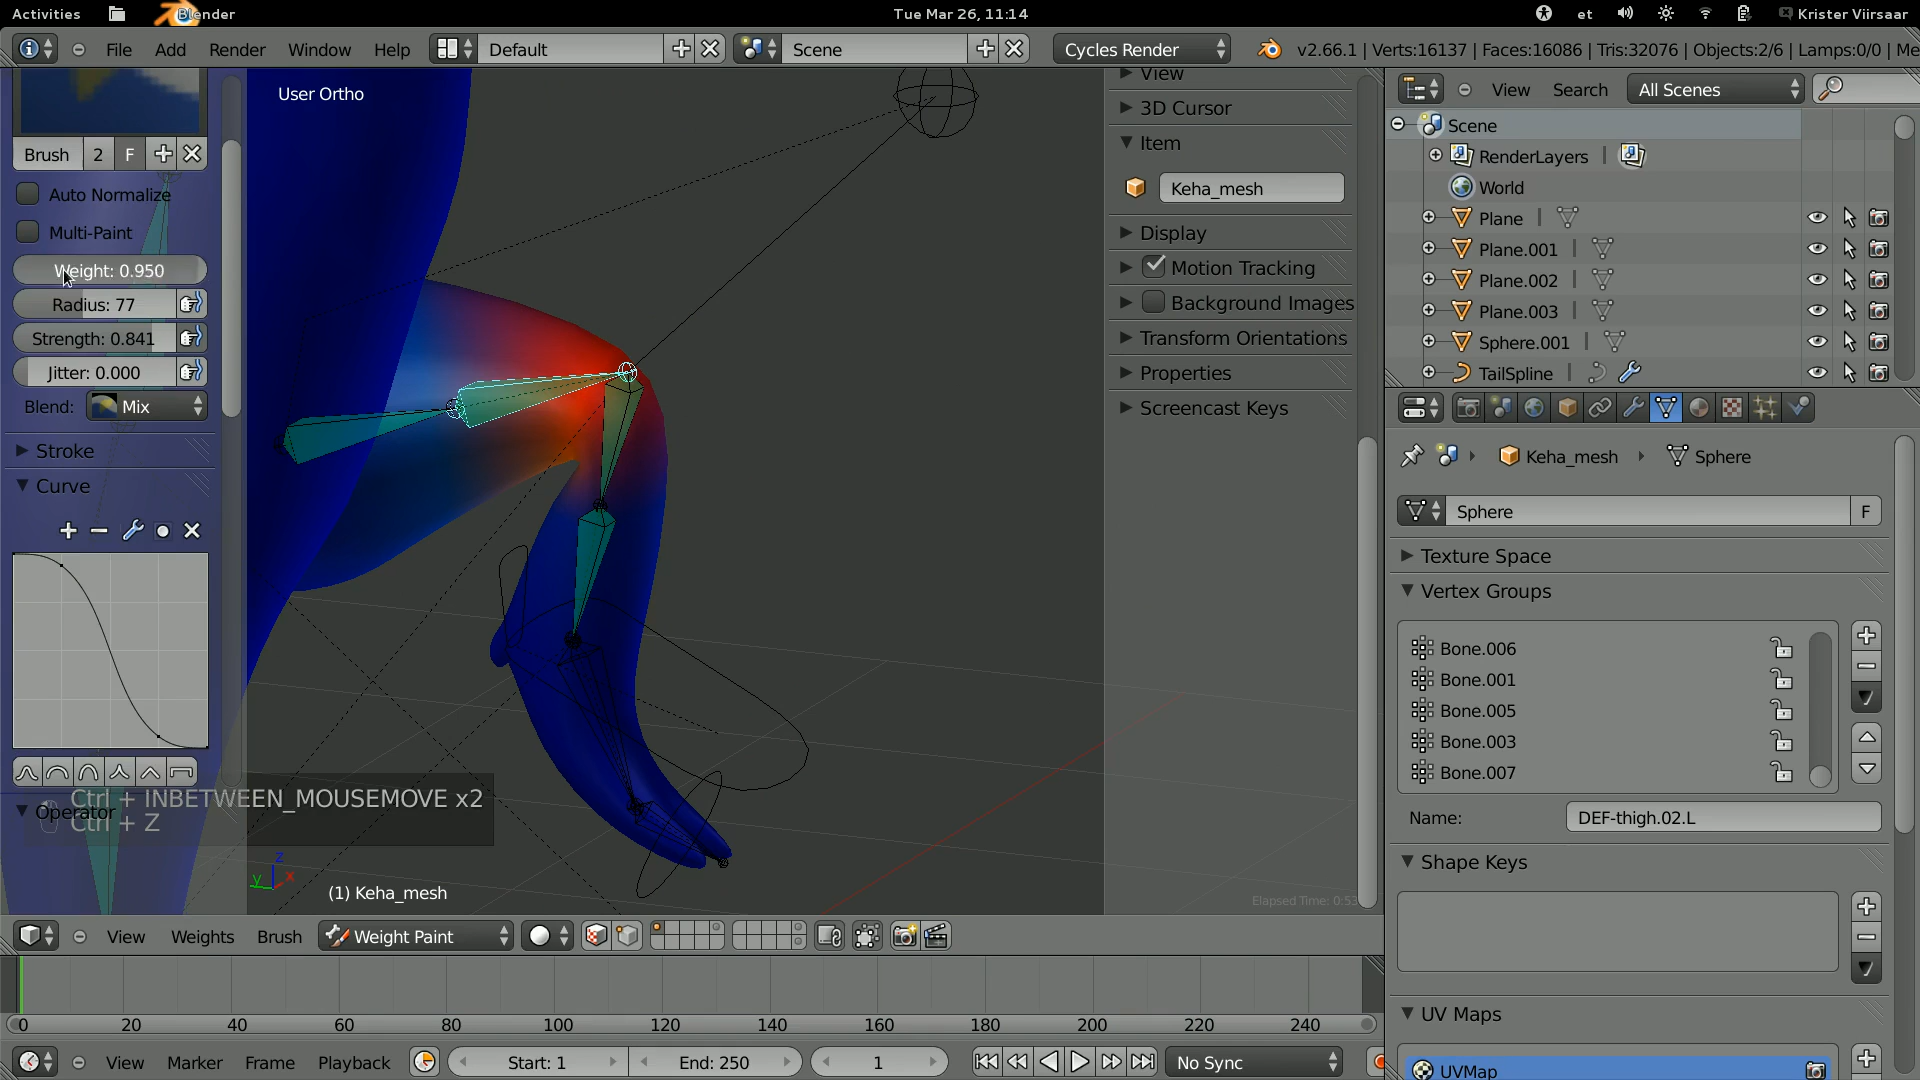 Activities
Blender
Tue Mar 26, 11:14
et
Krister Viirsaar
File
Add
Render
Window
Help
Default
Scene
Cycles Render
v2.66.1 | Verts:16137 | Faces:16086 | Tris:32076 | Objects:2/6 | Lamps:0/0 | Me
Brush
2
F
Auto Normalize
Multi-Paint
Weight: 0.950
Radius: 77
Strength: 0.841
Jitter: 0.000
Blend:
Mix
Stroke
Curve
Operator
User Ortho
Ctrl + INBETWEEN_MOUSEMOVE x2
Ctrl + Z
z
y
x
(1) Keha_mesh
Elapsed Time: 0:53
View
3D Cursor
Item
Keha_mesh
Display
Motion Tracking
Background Images
Transform Orientations
Properties
Screencast Keys
View
Search
All Scenes
Scene
RenderLayers |
World
Plane |
Plane.001 |
Plane.002 |
Plane.003 |
Sphere.001 |
TailSpline |
Keha_mesh
Sphere
Sphere
F
Texture Space
Vertex Groups
Bone.006
Bone.001
Bone.005
Bone.003
Bone.007
Name:
DEF-thigh.02.L
Shape Keys
UV Maps
UVMap
View
Weights
Brush
Weight Paint
0 20 40 60 80 100 120 140 160 180 200 220 240
View
Marker
Frame
Playback
Start: 1
End: 250
1
No Sync